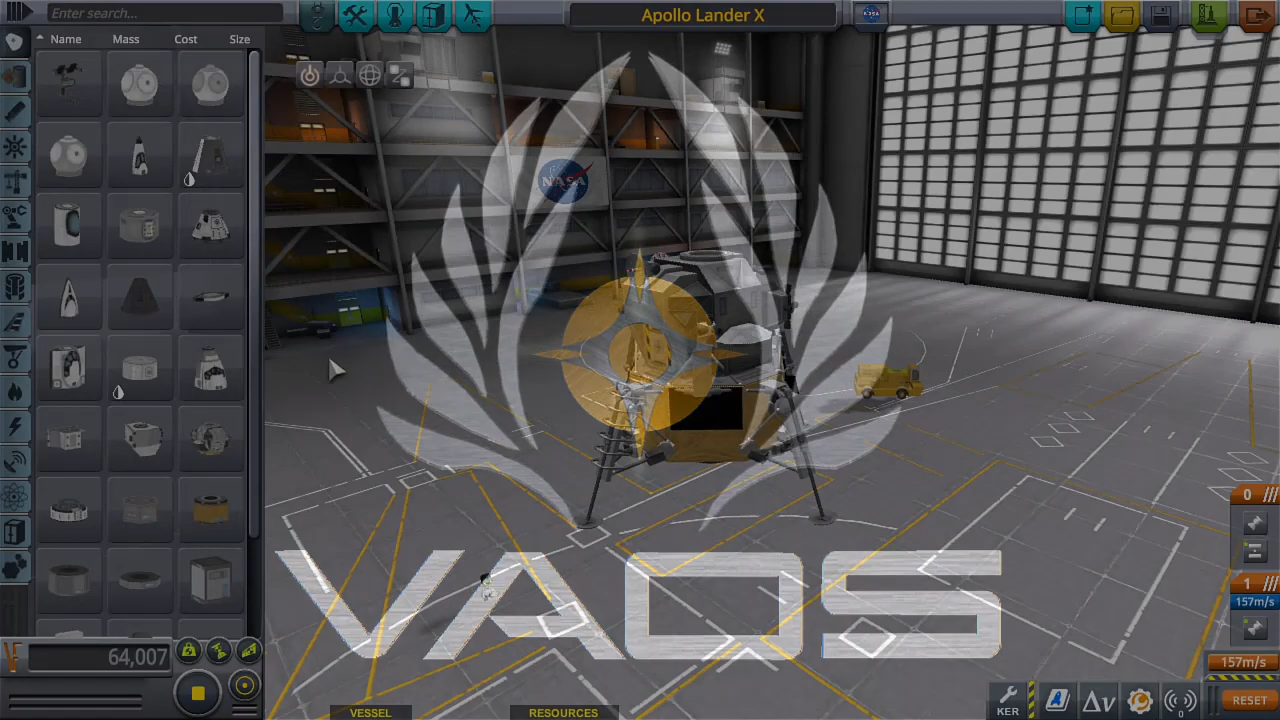 Enter search...
Apollo Lander X
Name Mass Cost Size
NASA
0
1
157m/s
VAOS
64,007
157m/s
KER
Δv
0
RESET
VESSEL
RESOURCES